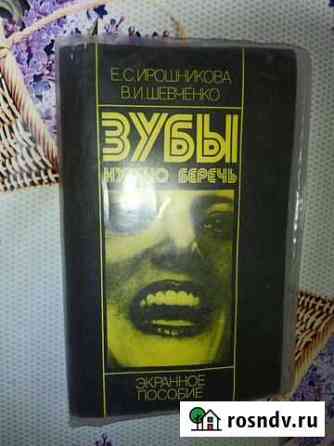 Е.С.ИРОШНИКОВА
В.И.ШЕВЧЕНКО
ЗУБЫ
НУЖНО БЕРЕЧЬ
ЭКРАННОЕ
ПОСОБИЕ
rosndv.ru